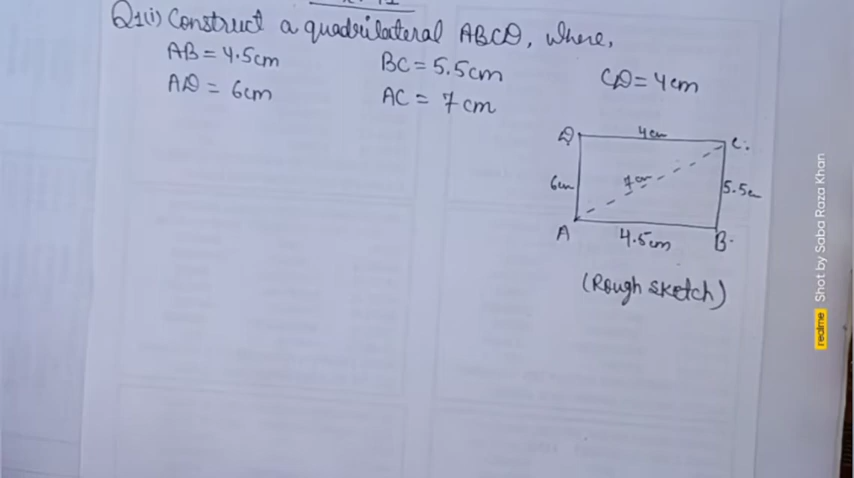 Q1(i) Construct a quadrilateral ABCD, where,
AB = 4.5cm BC = 5.5cm CD = 4cm
AD = 6cm AC = 7cm
D 4cm C.
6cm 7cm 5.5cm
A 4.5cm B.
(Rough sketch)
realme Shot by Saba Raza Khan